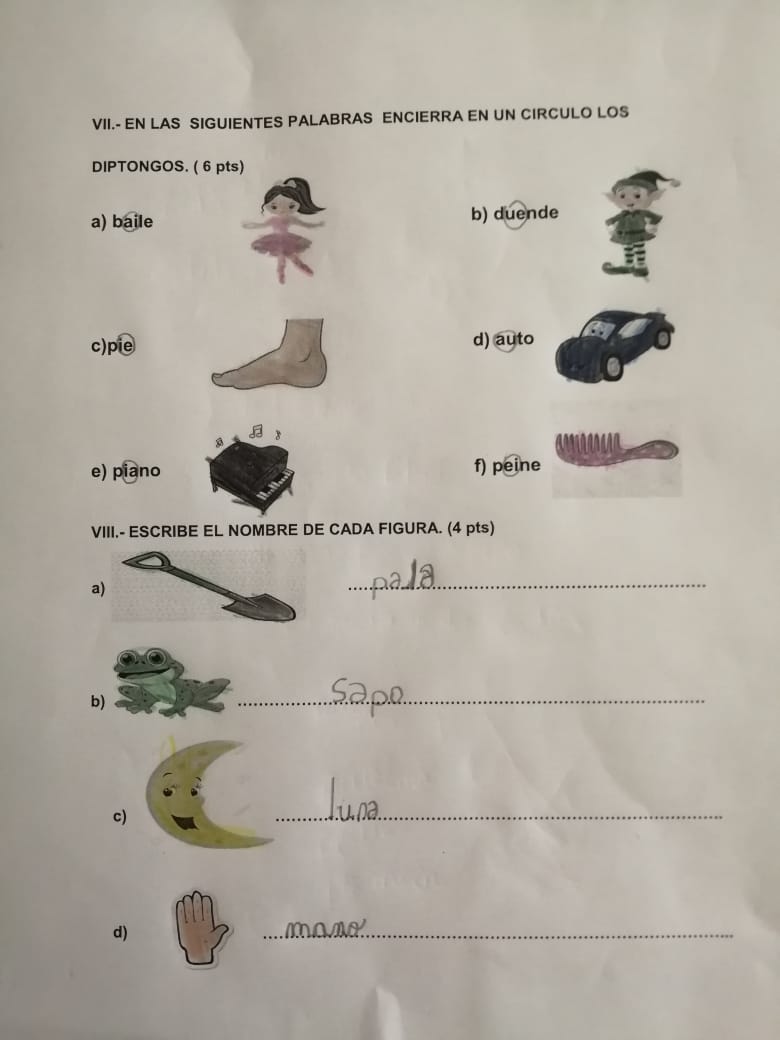 VII.- EN LAS SIGUIENTES PALABRAS ENCIERRA EN UN CIRCULO LOS
DIPTONGOS. ( 6 pts)
a) baile
b) duende
c)pie
d) auto
e) piano
f) peine
VIII.- ESCRIBE EL NOMBRE DE CADA FIGURA. (4 pts)
a) pala
b) sapo
c) luna
d) mano